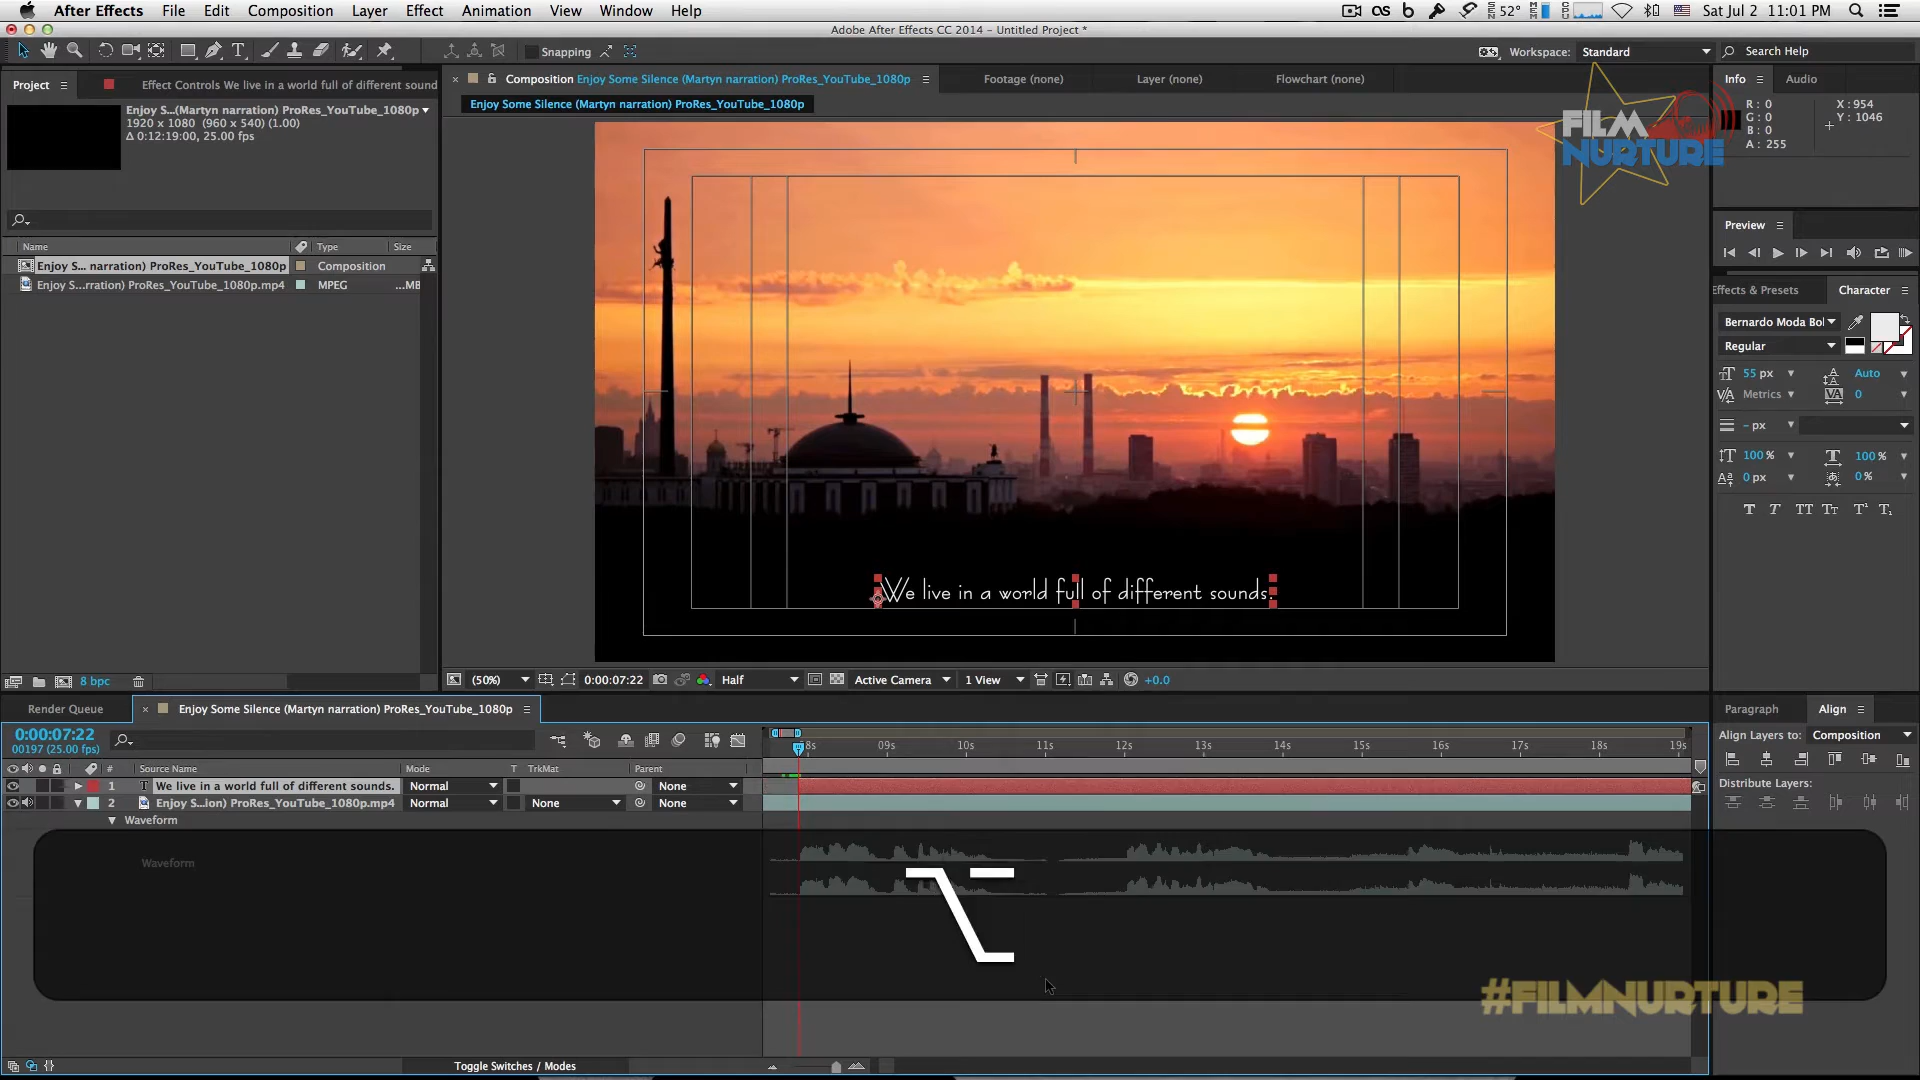 After Effects File Edit Composition Layer Effect Animation View Window Help
52° Sat Jul 2 11:01 PM
Adobe After Effects CC 2014 - Untitled Project *
Snapping
Workspace: Standard
Search Help
Project
Effect Controls We live in a world full of different sound
Composition Enjoy Some Silence (Martyn narration) ProRes_YouTube_1080p
Footage (none)
Layer (none)
Flowchart (none)
Info
Audio
Enjoy Some Silence (Martyn narration) ProRes_YouTube_1080p
Enjoy S...(Martyn narration) ProRes_YouTube_1080p
1920 x 1080 (960 x 540) (1.00)
Δ 0:12:19:00, 25.00 fps
R : 0
G : 0
B : 0
A : 255
X : 954
Y : 1046
FILM
NURTURE
Preview
Name Type Size
Enjoy S... narration) ProRes_YouTube_1080p Composition
Enjoy S...rration) ProRes_YouTube_1080p.mp4 MPEG ...MB
Effects & Presets
Character
Bernardo Moda Bol
Regular
55 px Auto
Metrics 0
- px
100 % 100 %
0 px 0 %
T T TT Tт T¹ T₁
We live in a world full of different sounds.
8 bpc
(50%) 0:00:07:22 Half Active Camera 1 View +0.0
Render Queue
Enjoy Some Silence (Martyn narration) ProRes_YouTube_1080p
Paragraph
Align
0:00:07:22
00197 (25.00 fps)
Align Layers to: Composition
Distribute Layers:
08s 09s 10s 11s 12s 13s 14s 15s 16s 17s 18s 19s
# Source Name Mode T TrkMat Parent
1 T We live in a world full of different sounds. Normal None
2 Enjoy S...ion) ProRes_YouTube_1080p.mp4 Normal None None
Waveform
Waveform
#FILMNURTURE
Toggle Switches / Modes